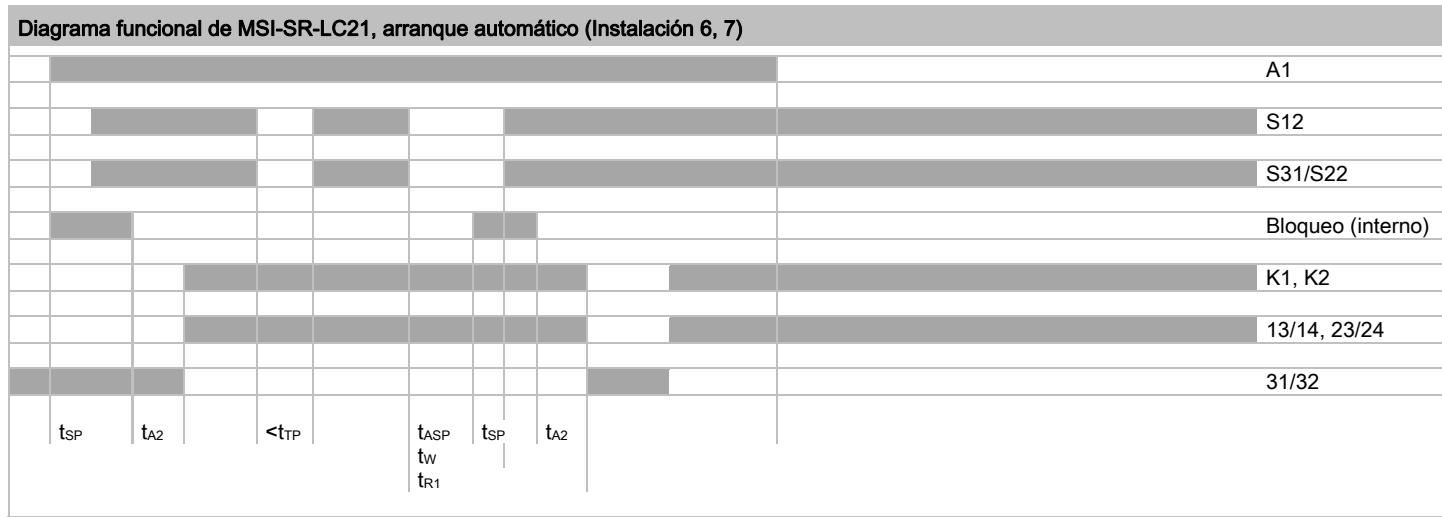 Diagrama funcional de MSI-SR-LC21, arranque automático (Instalación 6, 7)
A1
S12
S31/S22
Bloqueo (interno)
K1, K2
13/14, 23/24
31/32
tSP tA2 <tTP tASP tSP tA2
tW
tR1